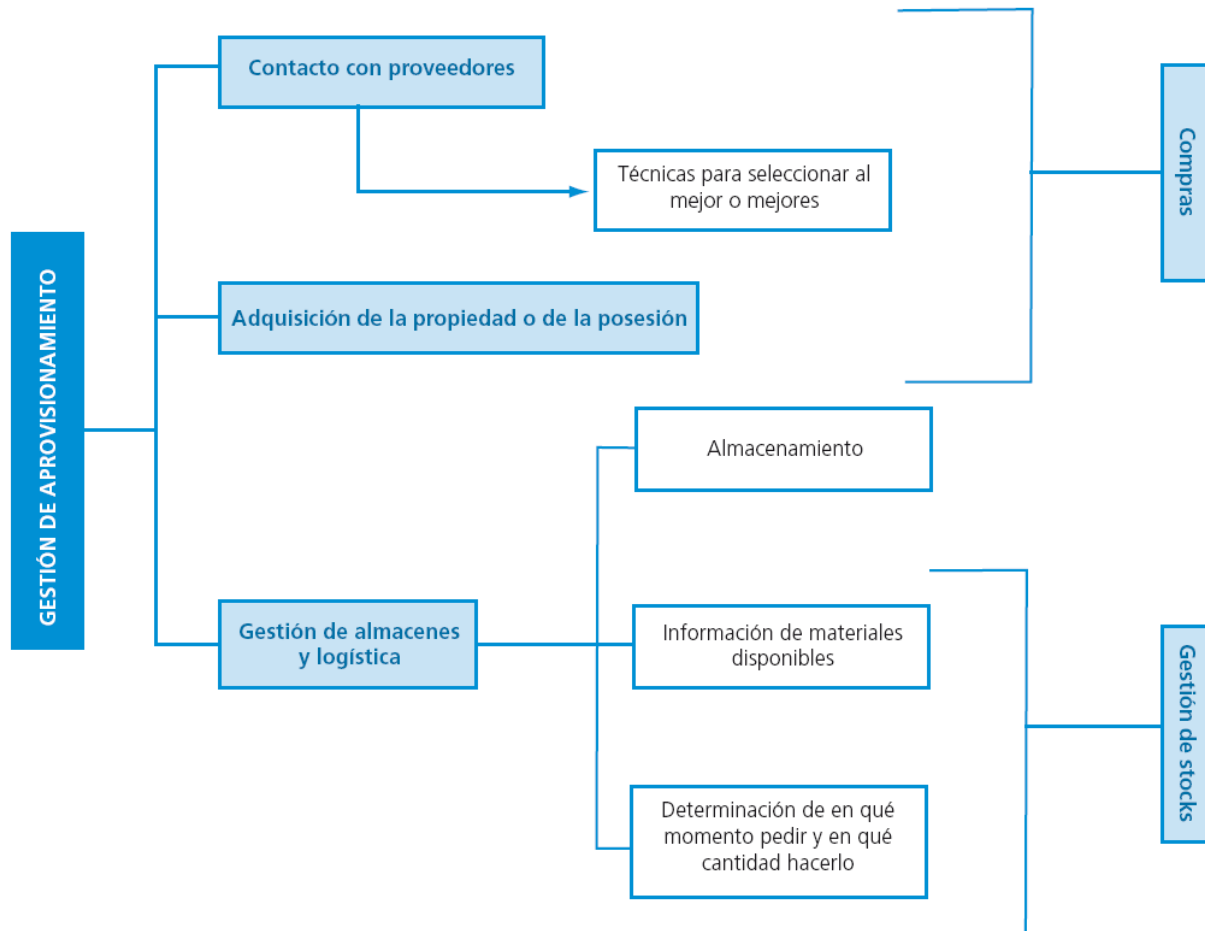 GESTIÓN DE APROVISIONAMIENTO
Contacto con proveedores
Técnicas para seleccionar al
mejor o mejores
Adquisición de la propiedad o de la posesión
Compras
Gestión de almacenes
y logística
Almacenamiento
Información de materiales
disponibles
Determinación de en qué
momento pedir y en qué
cantidad hacerlo
Gestión de stocks